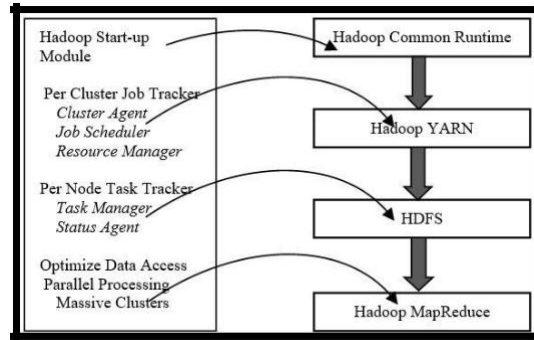 Hadoop Start-up
Module
Per Cluster Job Tracker
Cluster Agent
Job Scheduler
Resource Manager
Per Node Task Tracker
Task Manager
Status Agent
Optimize Data Access
Parallel Processing
Massive Clusters
Hadoop Common Runtime
Hadoop YARN
HDFS
Hadoop MapReduce